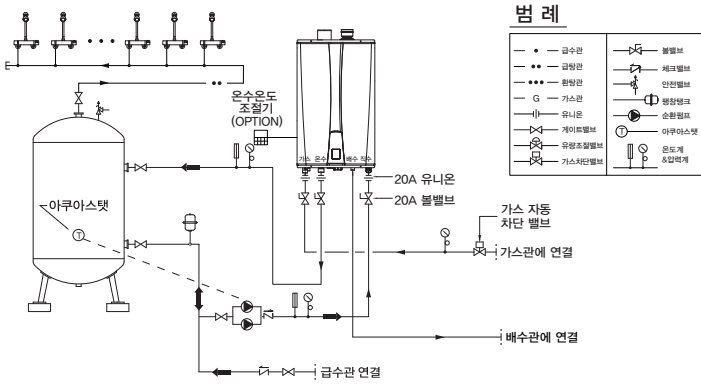 범 례
급수관
급탕관
환탕관
G 가스관
유니온
게이트밸브
유량조절밸브
가스차단밸브
볼밸브
체크밸브
안전밸브
팽창탱크
순환펌프
T 아쿠아스탯
온도계
&압력계
온수온도
조절기
(OPTION)
가스 온수 배수 직수
20A 유니온
20A 볼밸브
아쿠아스탯
T
가스 자동
차단 밸브
가스관에 연결
배수관에 연결
급수관 연결